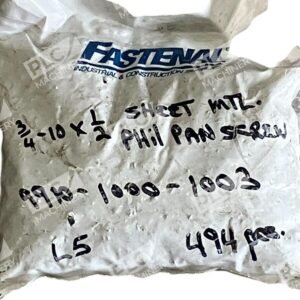 FASTENAL
INDUSTRIAL & CONSTRUCTION
3/4-10 x 1/2 SHEET MTL.
PHil PAN SCREW
9910-1000-1003
L5 494 pcs.